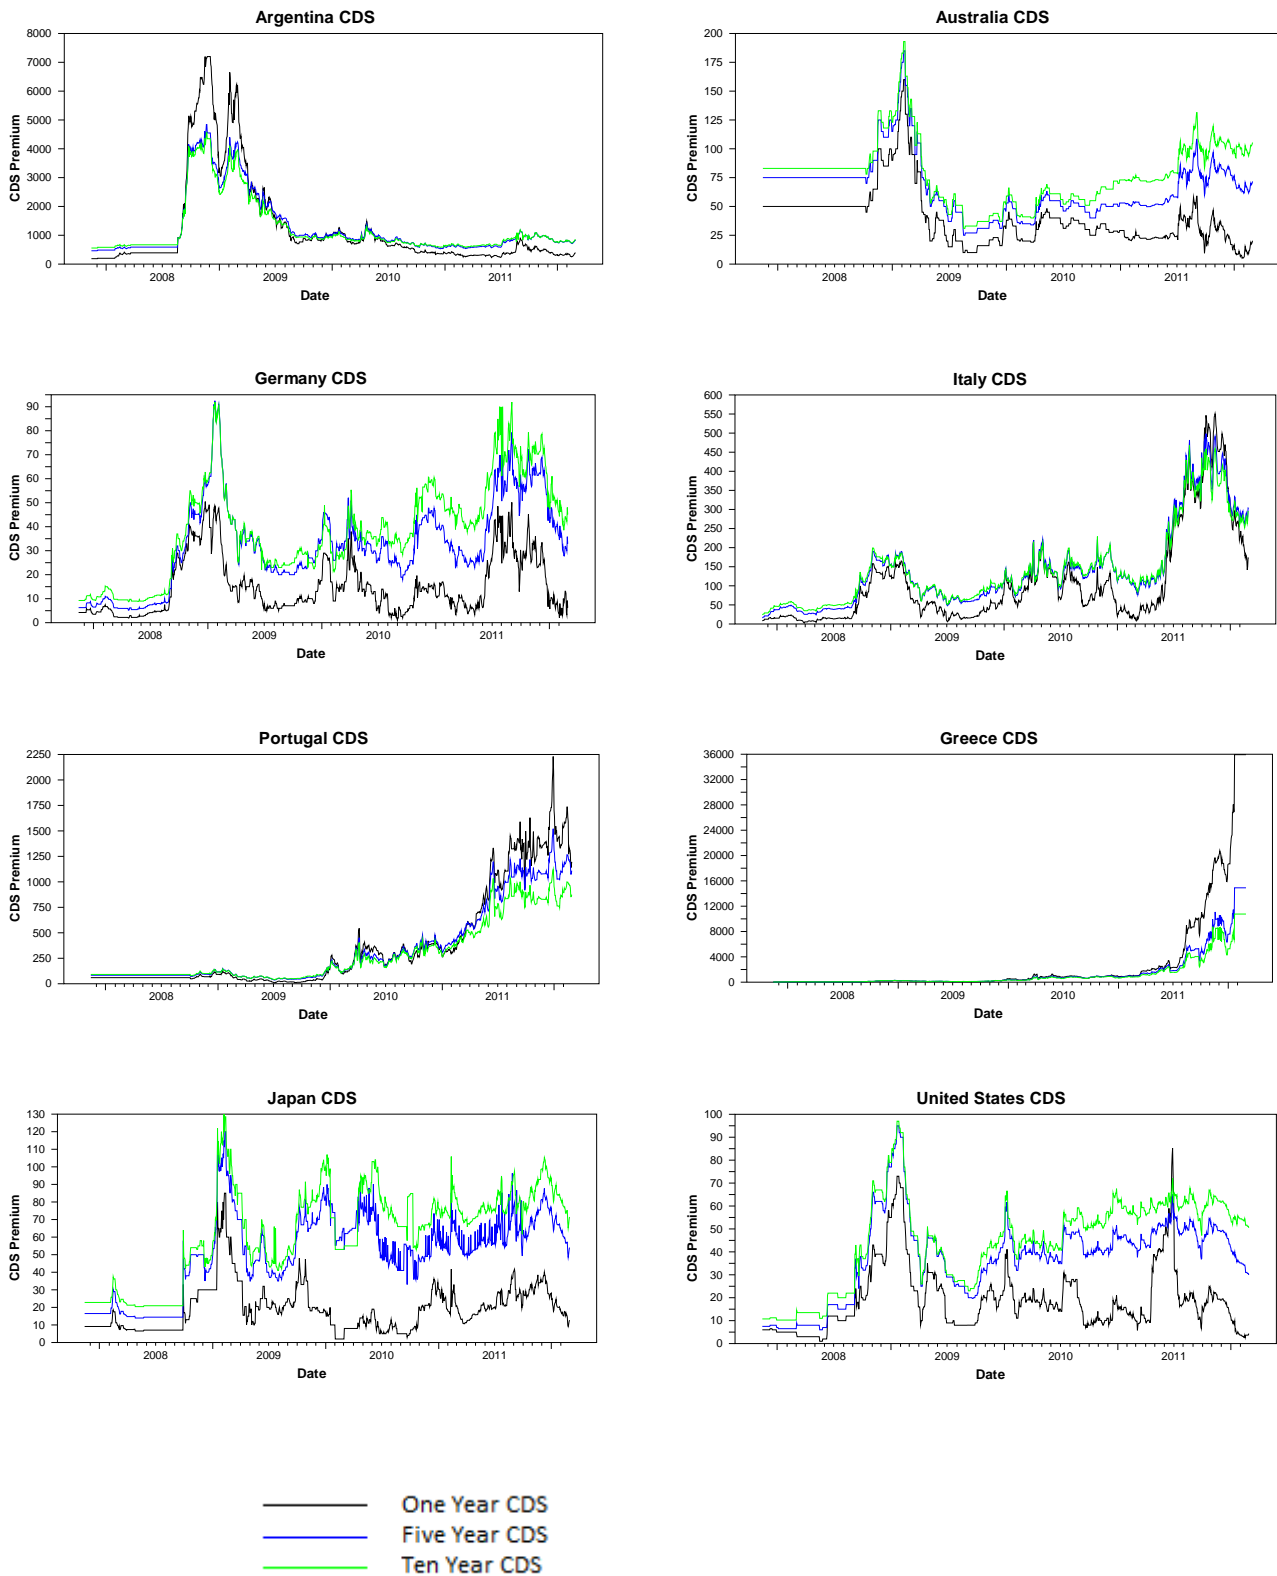 Argentina CDS
8000
7000
6000
5000
4000
3000
2000
1000
0
CDS Premium
2008 2009 2010 2011
Date
Australia CDS
200
175
150
125
100
75
50
25
0
CDS Premium
2008 2009 2010 2011
Date
Germany CDS
90
80
70
60
50
40
30
20
10
0
CDS Premium
2008 2009 2010 2011
Date
Italy CDS
600
550
500
450
400
350
300
250
200
150
100
50
0
CDS Premium
2008 2009 2010 2011
Date
Portugal CDS
2250
2000
1750
1500
1250
1000
750
500
250
0
CDS Premium
2008 2009 2010 2011
Date
Greece CDS
36000
32000
28000
24000
20000
16000
12000
8000
4000
0
CDS Premium
2008 2009 2010 2011
Date
Japan CDS
130
120
110
100
90
80
70
60
50
40
30
20
10
0
CDS Premium
2008 2009 2010 2011
Date
United States CDS
100
90
80
70
60
50
40
30
20
10
0
CDS Premium
2008 2009 2010 2011
Date
One Year CDS
Five Year CDS
Ten Year CDS